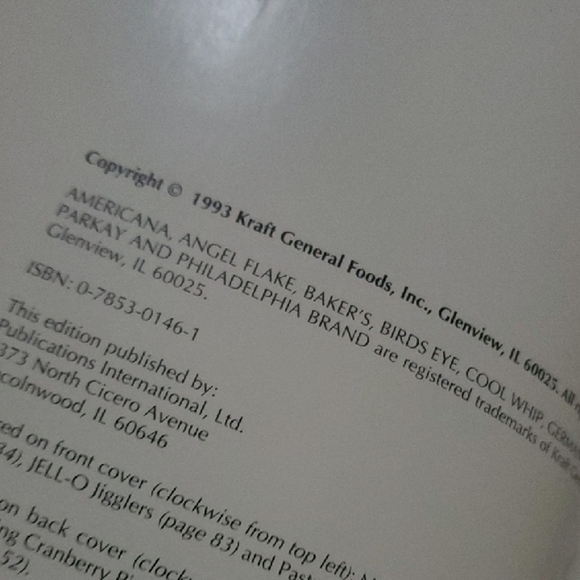 Copyright © 1993 Kraft General Foods, Inc., Glenview, IL 60025. All
AMERICANA, ANGEL FLAKE, BAKER'S, BIRDS EYE, COOL WHIP,
PARKAY AND PHILADELPHIA BRAND are registered trademarks of Kraft
Glenview, IL 60025.
ISBN: 0-7853-0146-1
This edition published by:
Publications International, Ltd.
373 North Cicero Avenue
colnwood, IL 60646
ed on front cover (clockwise from top left):
34), JELL-O Jigglers (page 83) and
on back cover
ng Cranberry
52).